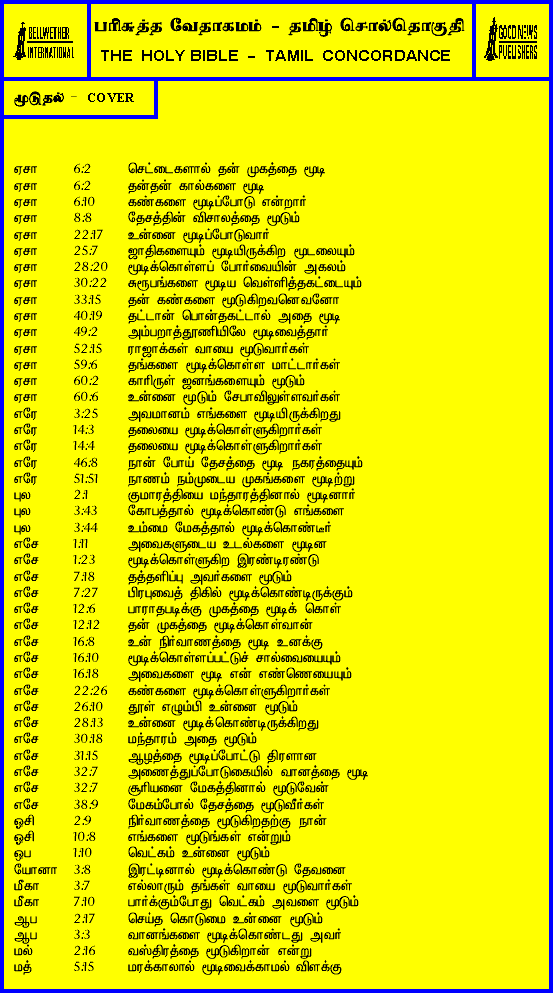 BELLWETHER
INTERNATIONAL
பரிசுத்த வேதாகமம் - தமிழ் சொல்தொகுதி
THE HOLY BIBLE - TAMIL CONCORDANCE
GOOD NEWS
PUBLISHERS
மூடுதல் - COVER
ஏசா 6:2 செட்டைகளால் தன் முகத்தை மூடி
ஏசா 6:2 தன்தன் கால்களை மூடி
ஏசா 6:10 கண்களை மூடிப்போடு என்றார்
ஏசா 8:8 தேசத்தின் விசாலத்தை மூடும்
ஏசா 22:17 உன்னை மூடிப்போடுவார்
ஏசா 25:7 ஜாதிகளையும் மூடியிருக்கிற மூடலையும்
ஏசா 28:20 மூடிக்கொள்ளப் போர்வையின் அகலம்
ஏசா 30:22 சுரூபங்களை மூடிய வெள்ளித்தகட்டையும்
ஏசா 33:15 தன் கண்களை மூடுகிறவனெவனோ
ஏசா 40:19 தட்டான் பொன்தகட்டால் அதை மூடி
ஏசா 49:2 அம்பறாத்தூணியிலே மூடிவைத்தார்
ஏசா 52:15 ராஜாக்கள் வாயை மூடுவார்கள்
ஏசா 59:6 தங்களை மூடிக்கொள்ள மாட்டார்கள்
ஏசா 60:2 காரிருள் ஜனங்களையும் மூடும்
ஏசா 60:6 உன்னை மூடும் சேபாவிலுள்ளவர்கள்
எரே 3:25 அவமானம் எங்களை மூடியிருக்கிறது
எரே 14:3 தலையை மூடிக்கொள்ளுகிறார்கள்
எரே 14:4 தலையை மூடிக்கொள்ளுகிறார்கள்
எரே 46:8 நான் போய் தேசத்தை மூடி நகரத்தையும்
எரே 51:51 நாணம் நம்முடைய முகங்களை மூடிற்று
புல 2:1 குமாரத்தியை மந்தாரத்தினால் மூடினார்
புல 3:43 கோபத்தால் மூடிக்கொண்டு எங்களை
புல 3:44 உம்மை மேகத்தால் மூடிக்கொண்டீர்
எசே 1:11 அவைகளுடைய உடல்களை மூடின
எசே 1:23 மூடிக்கொள்ளுகிற இரண்டிரண்டு
எசே 7:18 தத்தளிப்பு அவர்களை மூடும்
எசே 7:27 பிரபுவைத் திகில் மூடிக்கொண்டிருக்கும்
எசே 12:6 பாராதபடிக்கு முகத்தை மூடிக் கொள்
எசே 12:12 தன் முகத்தை மூடிக்கொள்வான்
எசே 16:8 உன் நிர்வாணத்தை மூடி உனக்கு
எசே 16:10 மூடிக்கொள்ளப்பட்டுச் சால்வையையும்
எசே 16:18 அவைகளை மூடி என் எண்ணெயையும்
எசே 22:26 கண்களை மூடிக்கொள்ளுகிறார்கள்
எசே 26:10 தூள் எழும்பி உன்னை மூடும்
எசே 28:13 உன்னை மூடிக்கொண்டிருக்கிறது
எசே 30:18 மந்தாரம் அதை மூடும்
எசே 31:15 ஆழத்தை மூடிப்போட்டு திரளான
எசே 32:7 அணைத்துப்போடுகையில் வானத்தை மூடி
எசே 32:7 சூரியனை மேகத்தினால் மூடுவேன்
எசே 38:9 மேகம்போல் தேசத்தை மூடுவீர்கள்
ஓசி 2:9 நிர்வாணத்தை மூடுகிறதற்கு நான்
ஓசி 10:8 எங்களை மூடுங்கள் என்றும்
ஒப 1:10 வெட்கம் உன்னை மூடும்
யோனா 3:8 இரட்டினால் மூடிக்கொண்டு தேவனை
மீகா 3:7 எல்லாரும் தங்கள் வாயை மூடுவார்கள்
மீகா 7:10 பார்க்கும்போது வெட்கம் அவளை மூடும்
ஆப 2:17 செய்த கொடுமை உன்னை மூடும்
ஆப 3:3 வானங்களை மூடிக்கொண்டது அவர்
மல் 2:16 வஸ்திரத்தை மூடுகிறான் என்று
மத் 5:15 மரக்காலால் மூடிவைக்காமல் விளக்கு